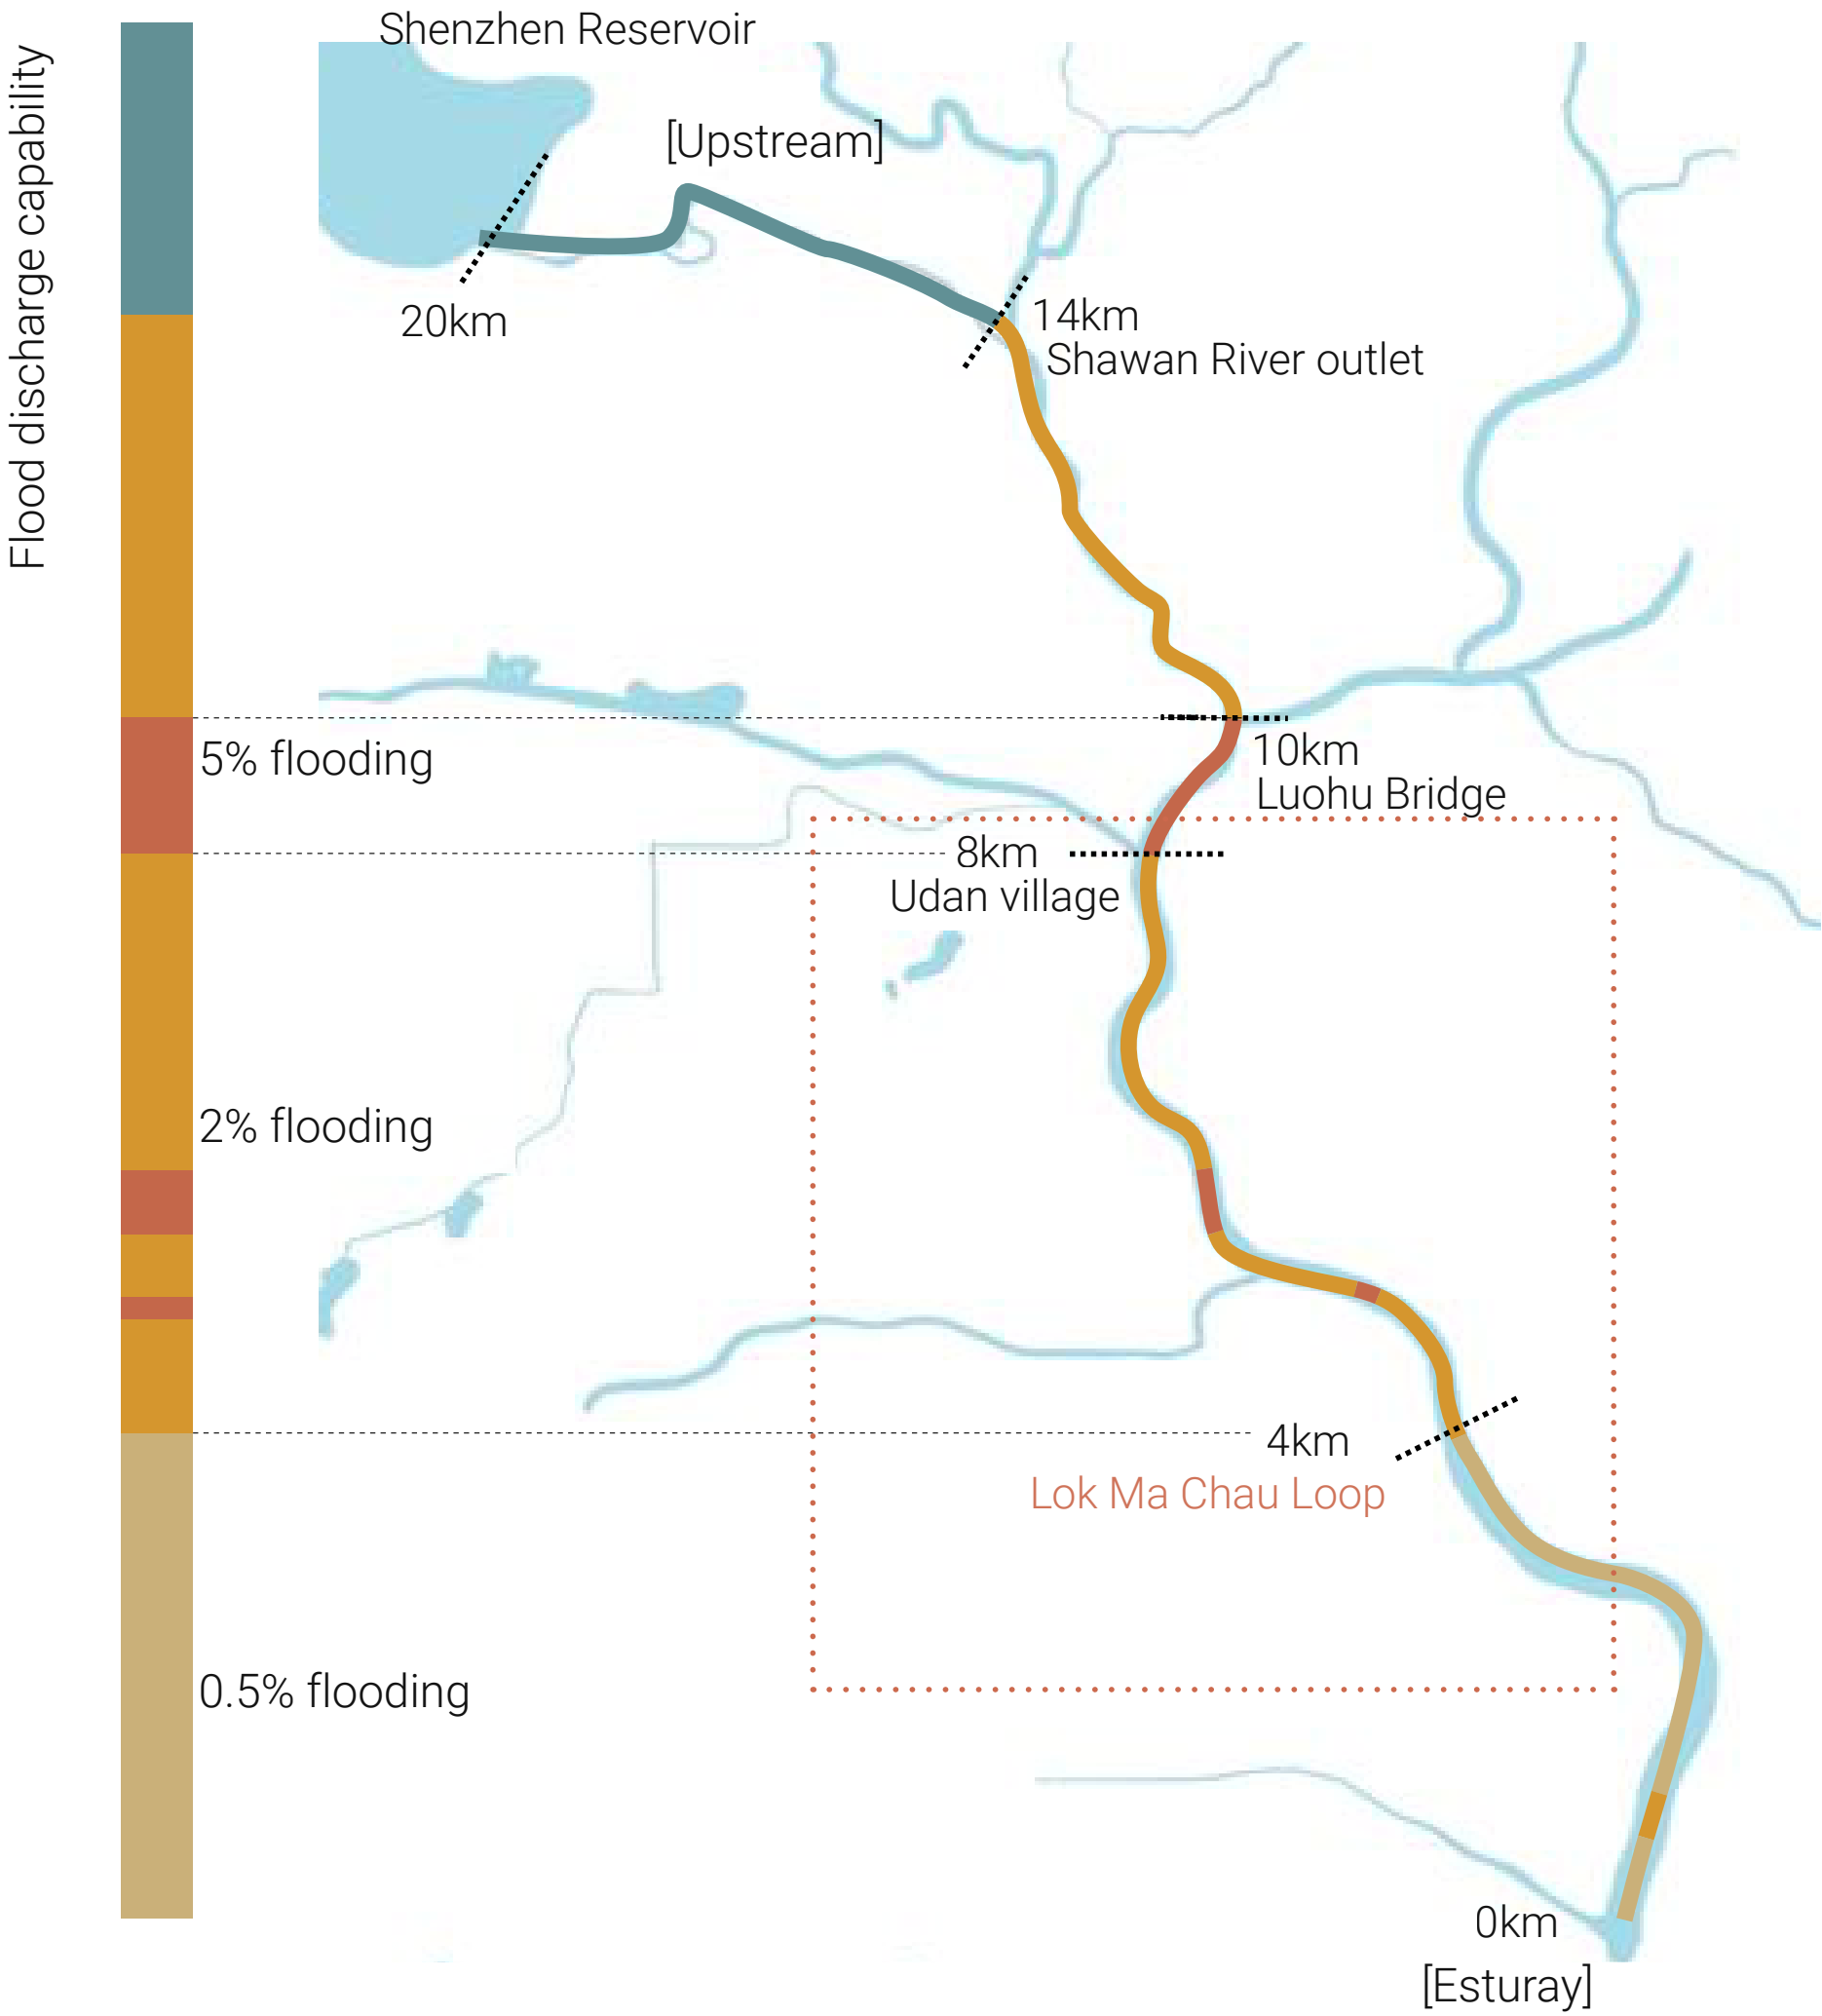 Flood discharge capability
Shenzhen Reservoir
[Upstream]
20km
14km
Shawan River outlet
5% flooding
10km
Luohu Bridge
8km
Udan village
2% flooding
4km
Lok Ma Chau Loop
0.5% flooding
0km
[Esturay]